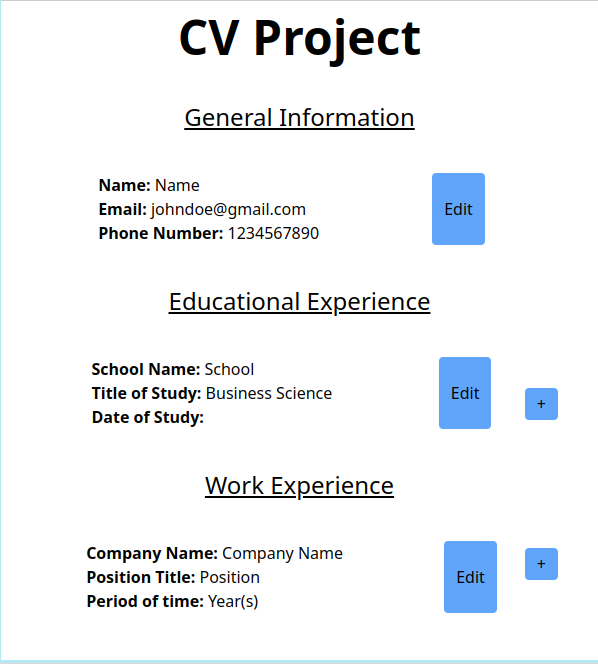 CV Project
General Information
Name: Name
Email: johndoe@gmail.com
Phone Number: 1234567890
Edit
Educational Experience
School Name: School
Title of Study: Business Science
Date of Study:
Edit
+
Work Experience
Company Name: Company Name
Position Title: Position
Period of time: Year(s)
Edit
+